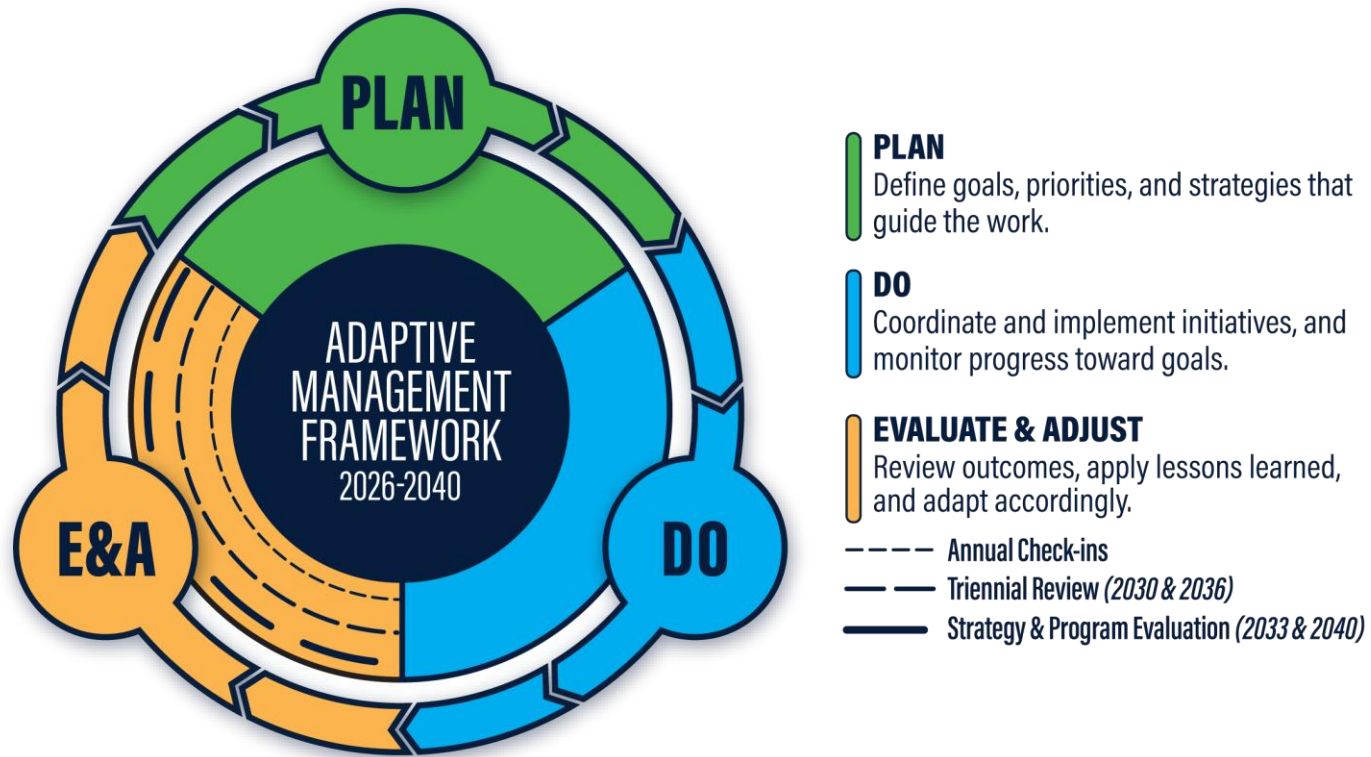 PLAN
ADAPTIVE
MANAGEMENT
FRAMEWORK
2026-2040
E&A
DO
PLAN
Define goals, priorities, and strategies that
guide the work.
DO
Coordinate and implement initiatives, and
monitor progress toward goals.
EVALUATE & ADJUST
Review outcomes, apply lessons learned,
and adapt accordingly.
Annual Check-ins
Triennial Review (2030 & 2036)
Strategy & Program Evaluation (2033 & 2040)